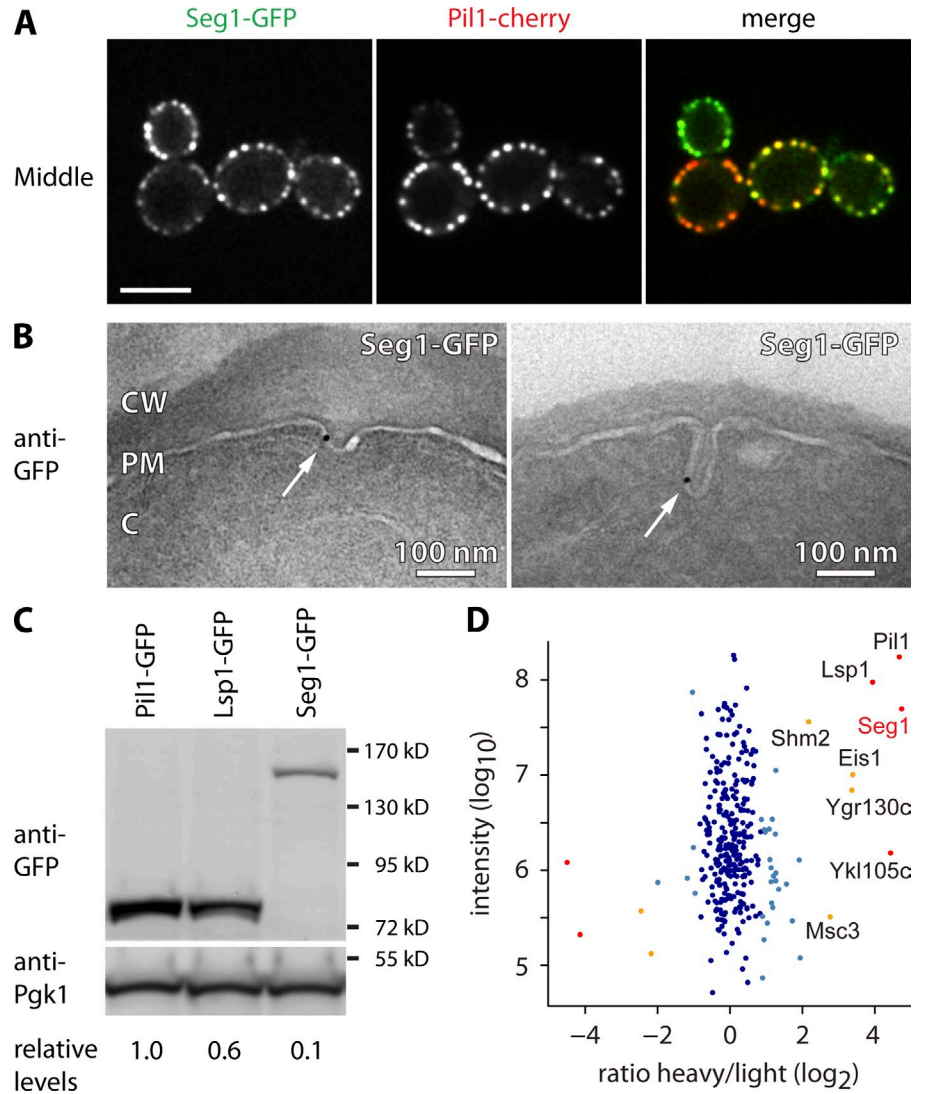 A
Seg1-GFP
Pil1-cherry
merge
Middle
B
Seg1-GFP
Seg1-GFP
CW
anti-
GFP
PM
C
100 nm
100 nm
C
Pil1-GFP
Lsp1-GFP
Seg1-GFP
170 kD
130 kD
anti-
GFP
95 kD
72 kD
anti-
Pgk1
55 kD
relative
levels
1.0
0.6
0.1
D
Pil1
Lsp1
Seg1
Shm2
Eis1
Ygr130c
Ykl105c
Msc3
8
7
6
5
intensity (log10)
−4
−2
0
2
4
ratio heavy/light (log2)